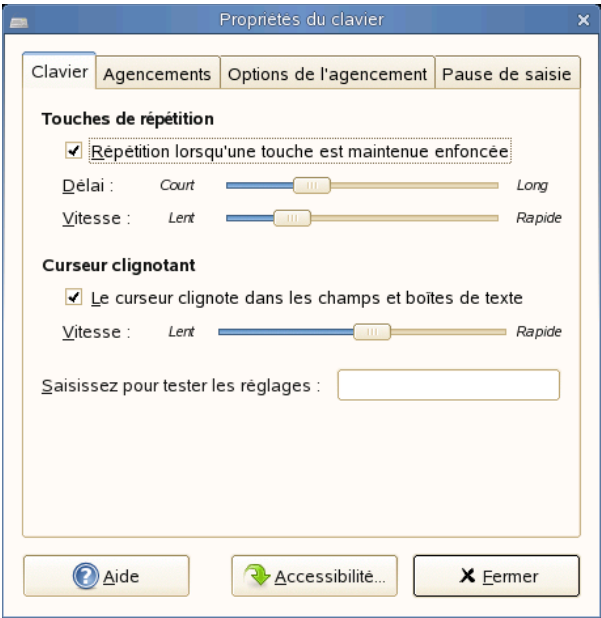 Propriétés du clavier
Clavier Agencements Options de l'agencement Pause de saisie
Touches de répétition
Répétition lorsqu'une touche est maintenue enfoncée
Délai : Court Long
Vitesse : Lent Rapide
Curseur clignotant
Le curseur clignote dans les champs et boîtes de texte
Vitesse : Lent Rapide
Saisissez pour tester les réglages :
Aide Accessibilité... Fermer